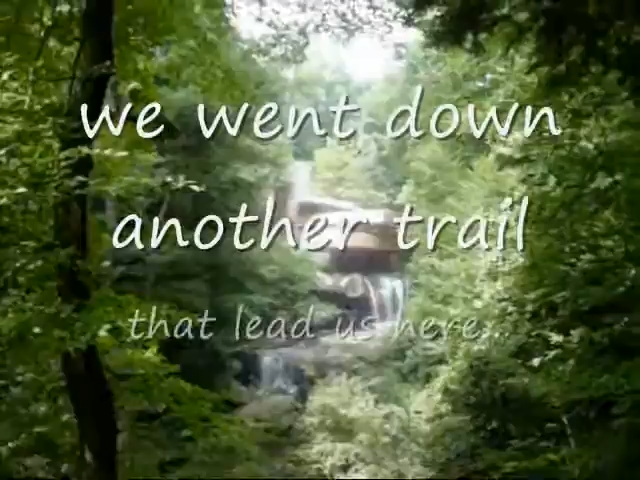 we went down
another trail
that lead us here...